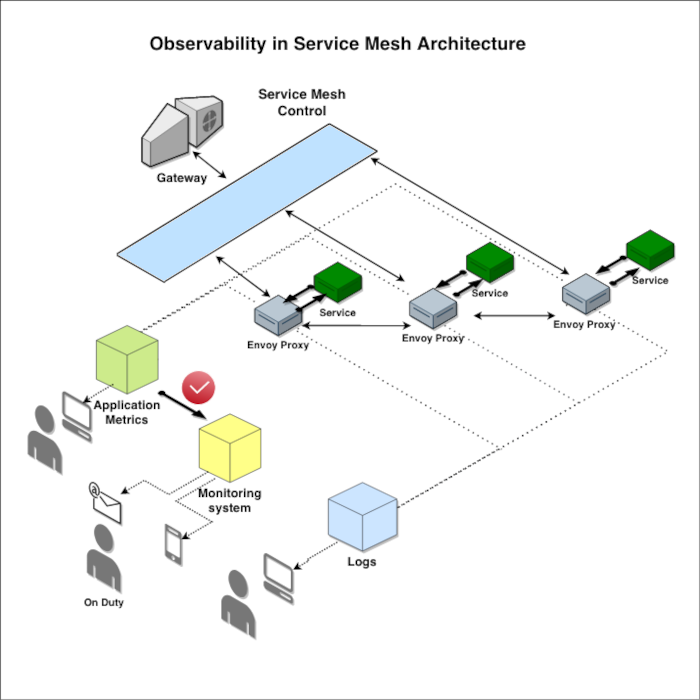 Observability in Service Mesh Architecture
Service Mesh
Control
Gateway
Service
Envoy Proxy
Service
Envoy Proxy
Service
Envoy Proxy
Application
Metrics
Monitoring
system
@
On Duty
Logs